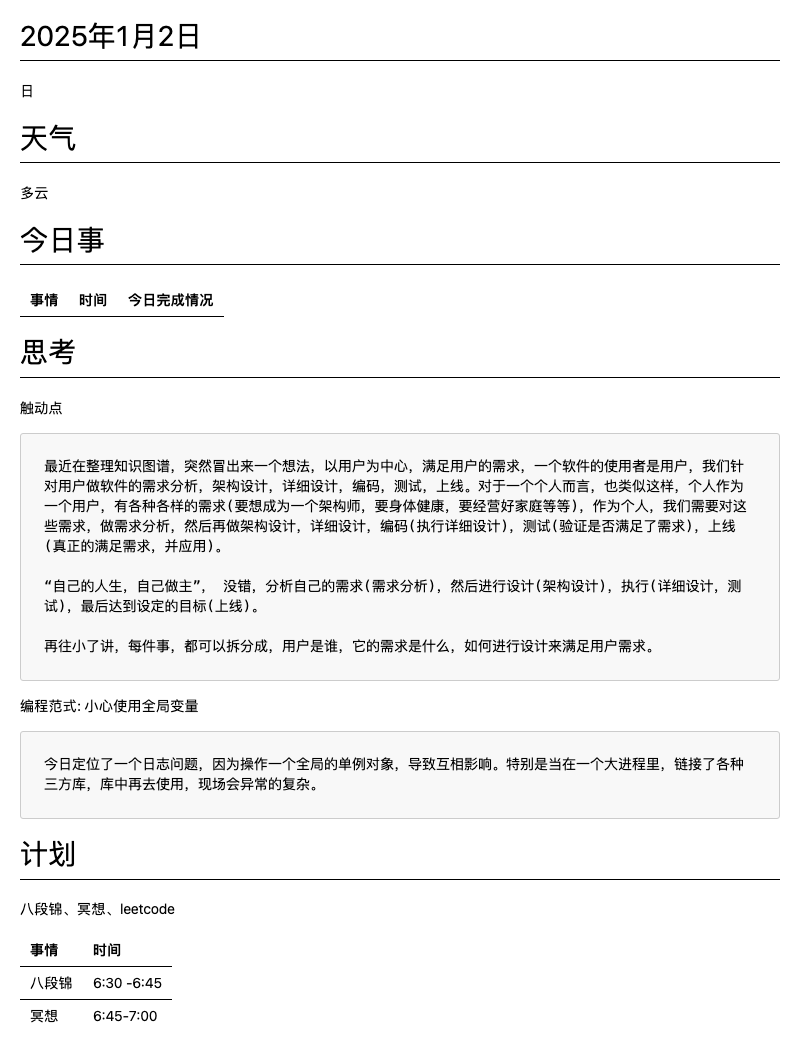 2025年1月2日
日
天气
多云
今日事
事情 时间 今日完成情况
思考
触动点
最近在整理知识图谱，突然冒出来一个想法，以用户为中心，满足用户的需求，一个软件的使用者是用户，我们针
对用户做软件的需求分析，架构设计，详细设计，编码，测试，上线。对于一个个人而言，也类似这样，个人作为
一个用户，有各种各样的需求(要想成为一个架构师，要身体健康，要经营好家庭等等)，作为个人，我们需要对这
些需求，做需求分析，然后再做架构设计，详细设计，编码(执行详细设计)，测试(验证是否满足了需求)，上线
(真正的满足需求，并应用)。
“自己的人生，自己做主”， 没错，分析自己的需求(需求分析)，然后进行设计(架构设计)，执行(详细设计，测
试)，最后达到设定的目标(上线)。
再往小了讲，每件事，都可以拆分成，用户是谁，它的需求是什么，如何进行设计来满足用户需求。
编程范式: 小心使用全局变量
今日定位了一个日志问题，因为操作一个全局的单例对象，导致互相影响。特别是当在一个大进程里，链接了各种
三方库，库中再去使用，现场会异常的复杂。
计划
八段锦、冥想、leetcode
事情 时间
八段锦 6:30 -6:45
冥想 6:45-7:00